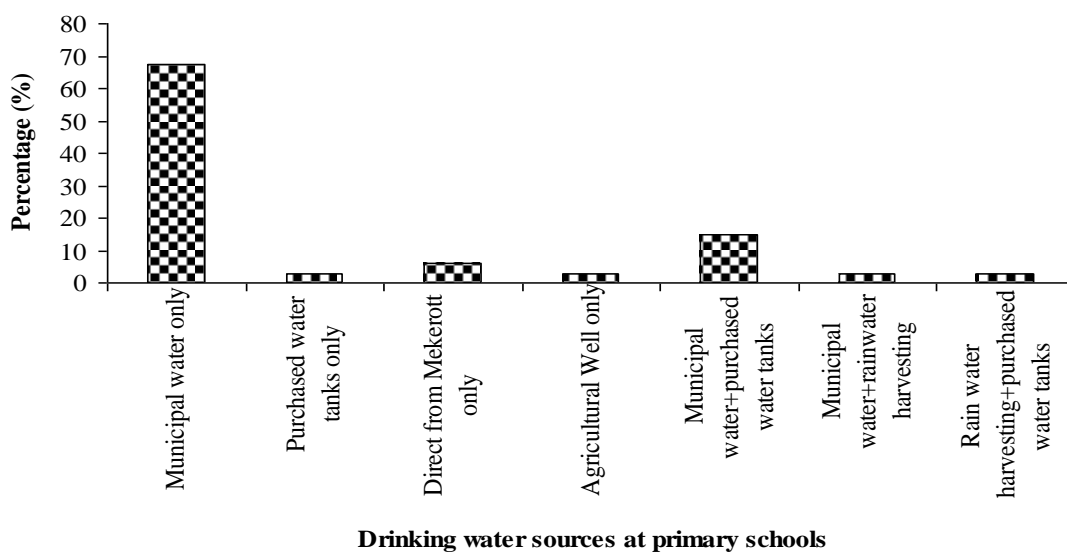 Percentage (%)
80
70
60
50
40
30
20
10
0
Municipal water only
Purchased water
tanks only
Direct from Mekerott
only
Agricultural Well only
Municipal
water+purchased
water tanks
Municipal
water+rainwater
harvesting
Rain water
harvesting+purchased
water tanks
Drinking water sources at primary schools